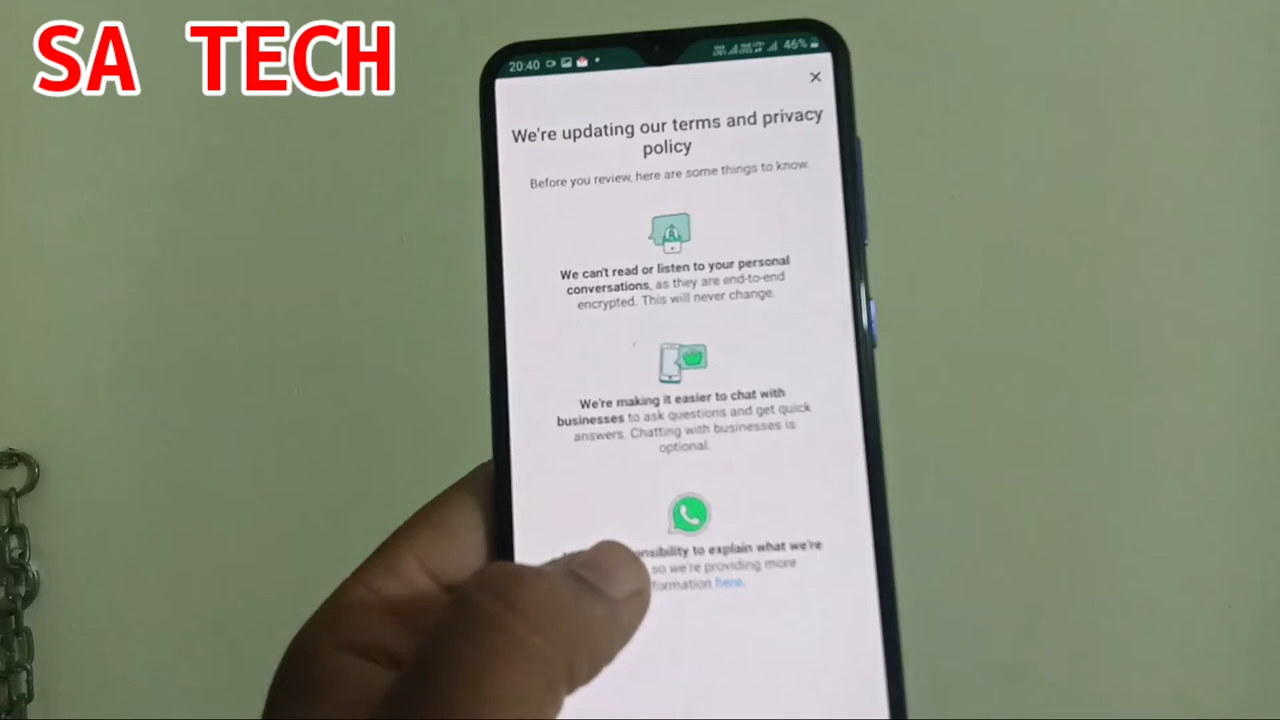 SA TECH
20:40
46%
We're updating our terms and privacy
policy
Before you review, here are some things to know.
We can't read or listen to your personal
conversations, as they are end-to-end
encrypted. This will never change.
We're making it easier to chat with
businesses to ask questions and get quick
answers. Chatting with businesses is
optional.
to explain what we're
so we're providing more
here.